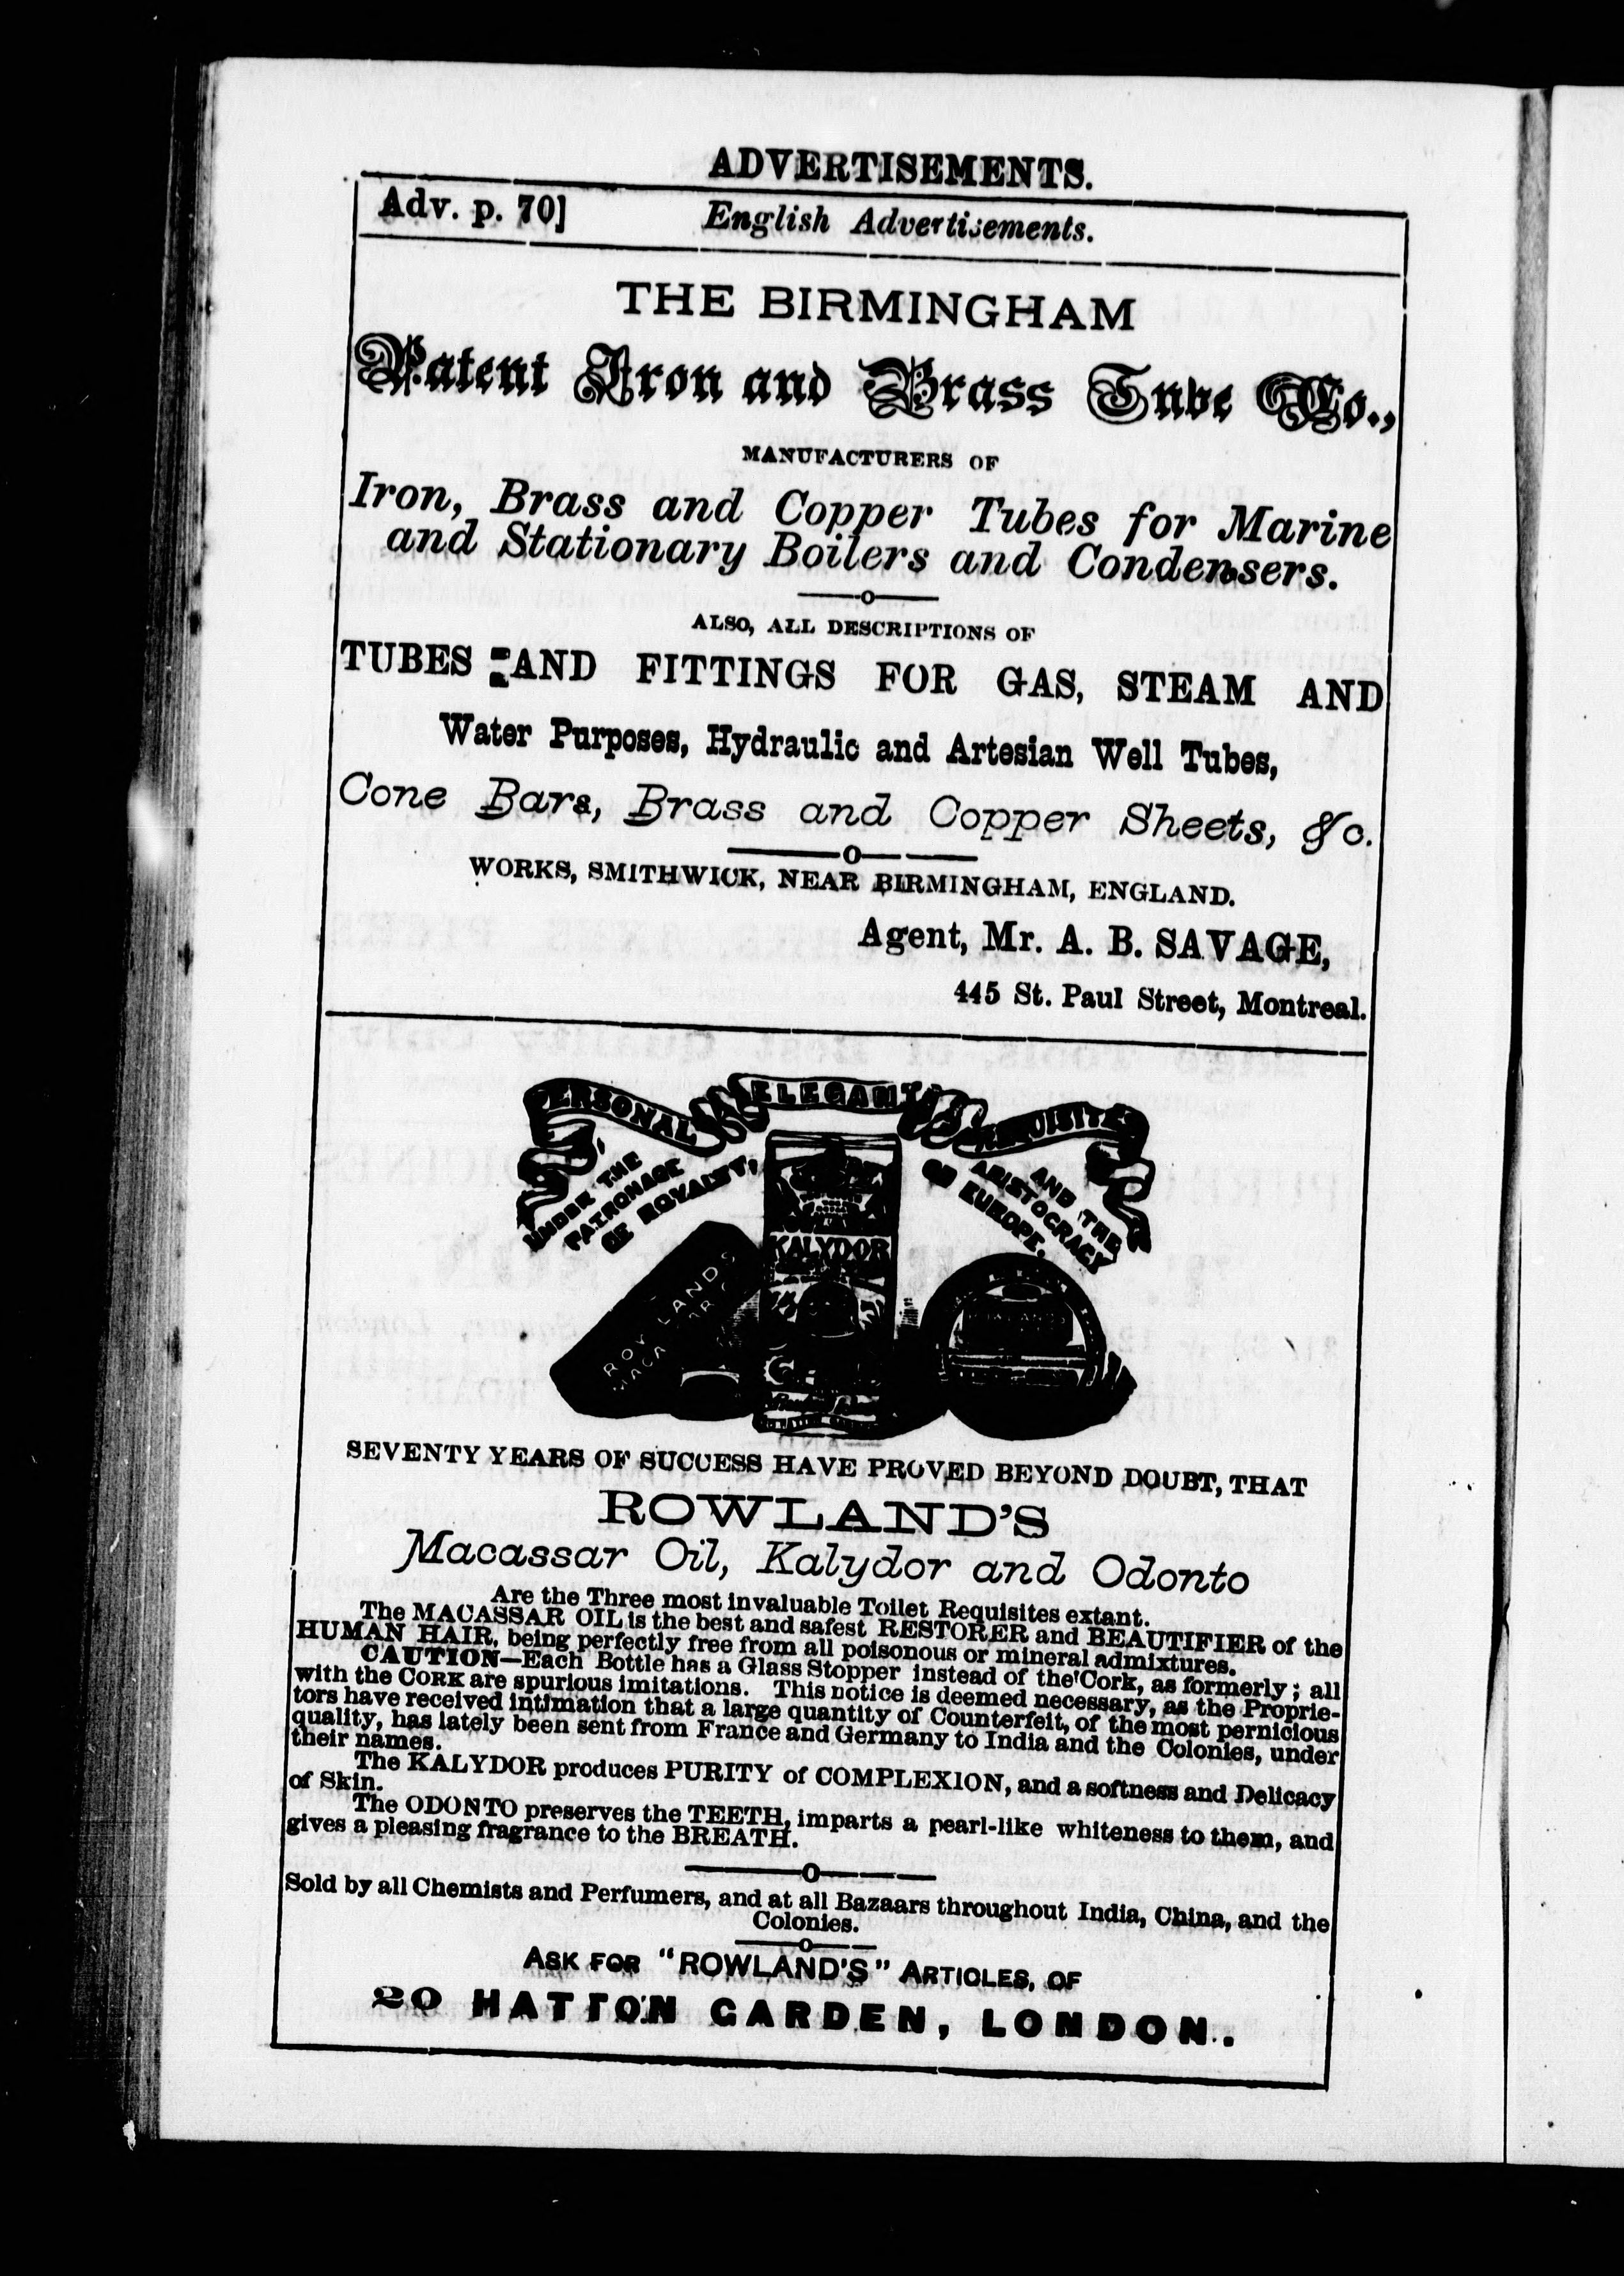 ADVERTISEMENTS.
Adv. p. 70]
English Advertisements.
THE BIRMINGHAM
Patent Iron and Brass Tube Co.,
MANUFACTURERS OF
Iron, Brass and Copper Tubes for Marine
and Stationary Boilers and Condensers.
ALSO, ALL DESCRIPTIONS OF
TUBES AND FITTINGS FOR GAS, STEAM AND
Water Purposes, Hydraulic and Artesian Well Tubes,
Cone Bars, Brass and Copper Sheets, &c.
WORKS, SMITHWICK, NEAR BIRMINGHAM, ENGLAND.
Agent, Mr. A. B. SAVAGE,
445 St. Paul Street, Montreal.
PERSONAL ELEGANT REQUISITES
UNDER THE
PATRONAGE
OF ROYALTY,
AND THE
ARISTOCRACY
OF EUROPE.
KALYDOR
ROWLANDS
MACA
SEVENTY YEARS OF SUCCESS HAVE PROVED BEYOND DOUBT, THAT
ROWLAND'S
Macassar Oil, Kalydor and Odonto
Are the Three most invaluable Toilet Requisites extant.
The MACASSAR OIL is the best and safest RESTORER and BEAUTIFIER of the
HUMAN HAIR, being perfectly free from all poisonous or mineral admixtures.
CAUTION—Each Bottle has a Glass Stopper instead of the Cork, as formerly; all
with the CORK are spurious imitations. This notice is deemed necessary, as the Proprie-
tors have received intimation that a large quantity of Counterfeit, of the most pernicious
quality, has lately been sent from France and Germany to India and the Colonies, under
their names.
The KALYDOR produces PURITY of COMPLEXION, and a softness and Delicacy
of Skin.
The ODONTO preserves the TEETH, imparts a pearl-like whiteness to them, and
gives a pleasing fragrance to the BREATH.
Sold by all Chemists and Perfumers, and at all Bazaars throughout India, China, and the
Colonies.
ASK FOR "ROWLAND'S" ARTICLES, OF
20 HATTON GARDEN, LONDON.